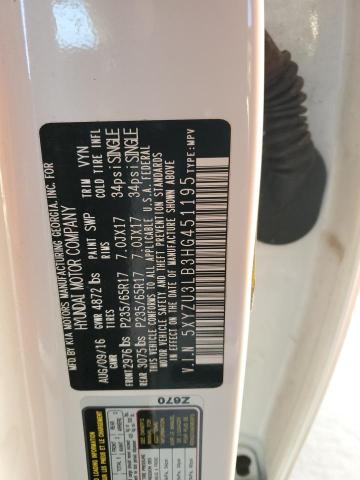 MFD. BY KIA MOTORS MANUFACTURING GEORGIA, INC. FOR
HYUNDAI MOTOR COMPANY
AUG/09/16 GVWR 4872 lbs PAINT SWP TRIM VYN
GAWR COLD TIRE INFL
FRONT 2976 lbs P235/65R17 7.0JX17 34psi SINGLE
REAR 3075 lbs P235/65R17 7.0JX17 34psi SINGLE
THIS VEHICLE CONFORMS TO ALL APPLICABLE U.S.A. FEDERAL
MOTOR VEHICLE SAFETY AND THEFT PREVENTION STANDARDS
IN EFFECT ON THE DATE OF MANUFACTURE SHOWN ABOVE
V.I.N 5XYZU3LB3HG451195 TYPE:MPV
Z670
LOADING INFORMATION